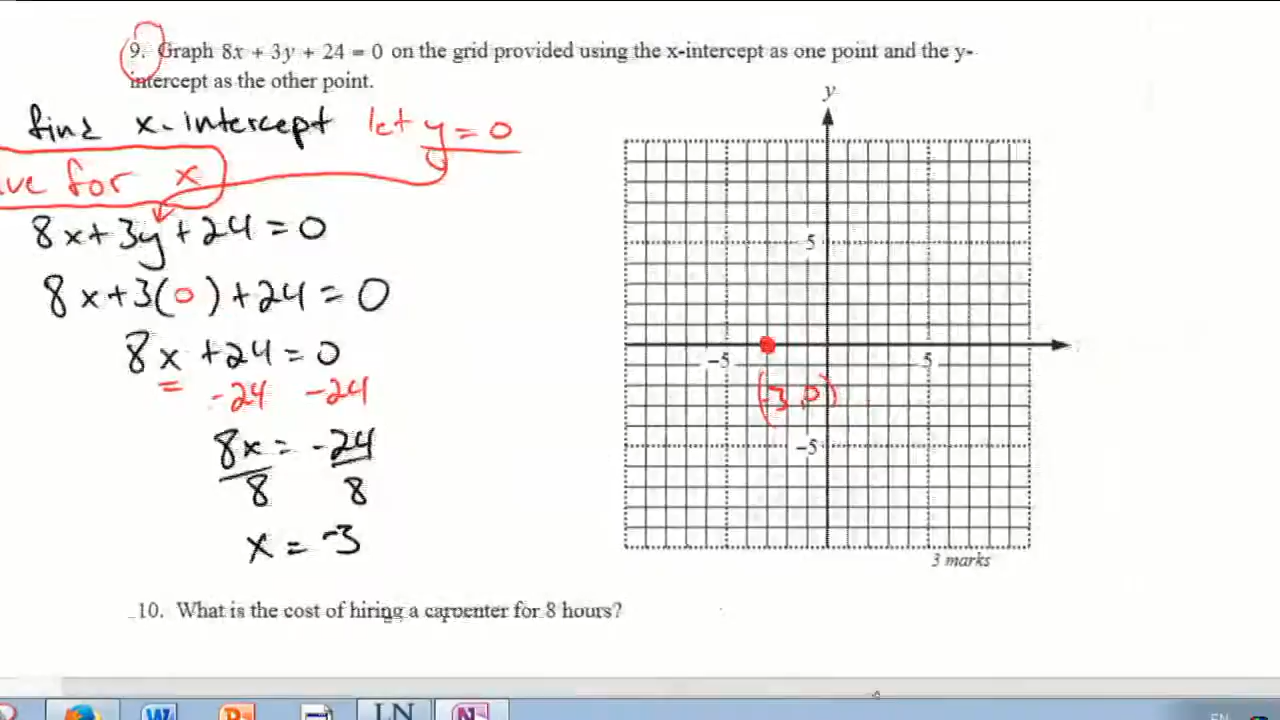 9. Graph 8x + 3y + 24 = 0 on the grid provided using the x-intercept as one point and the y-
intercept as the other point.
find x-intercept let y = 0
for x
8x + 3y + 24 = 0
8x + 3(0) + 24 = 0
8x + 24 = 0
= -24 -24
8x = -24
8 8
x = -3
y
5
-5 5
(-3, 0)
-5
3 marks
10. What is the cost of hiring a carpenter for 8 hours?
LN
EN